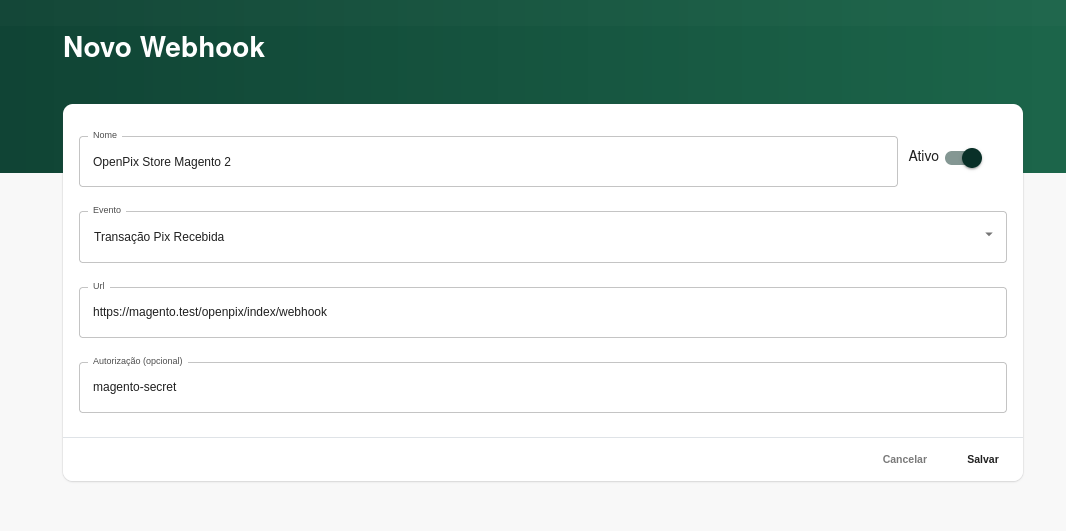 Novo Webhook
Nome
OpenPix Store Magento 2
Ativo
Evento
Transação Pix Recebida
Url
https://magento.test/openpix/index/webhook
Autorização (opcional)
magento-secret
Cancelar
Salvar